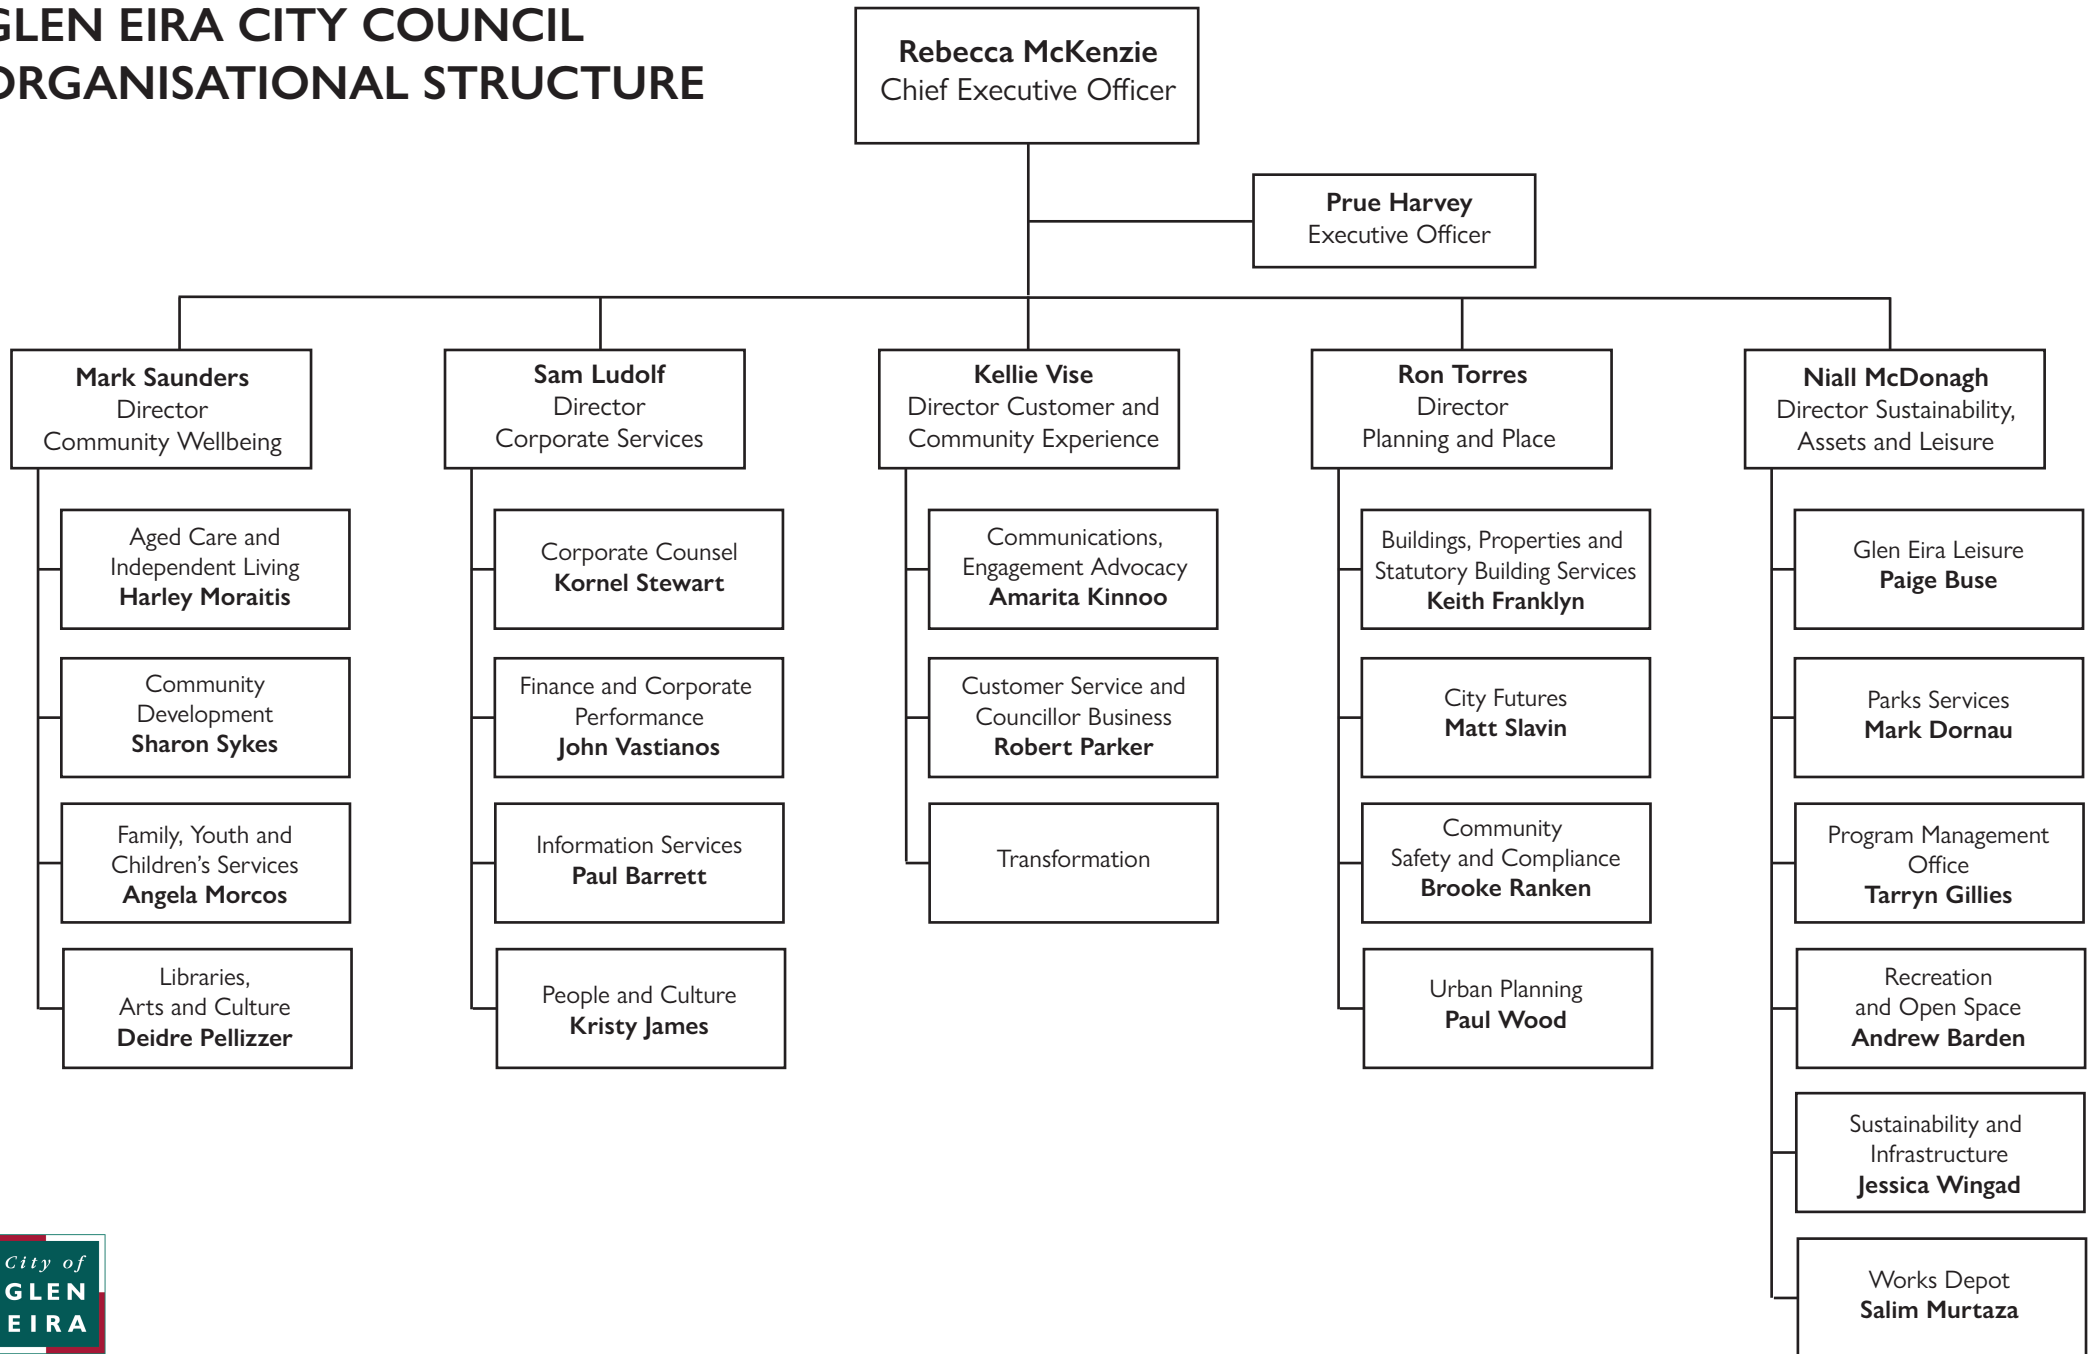 GLEN EIRA CITY COUNCIL
ORGANISATIONAL STRUCTURE
Rebecca McKenzie
Chief Executive Officer
Prue Harvey
Executive Officer
Mark Saunders
Director
Community Wellbeing
Aged Care and
Independent Living
Harley Moraitis
Community
Development
Sharon Sykes
Family, Youth and
Children’s Services
Angela Morcos
Libraries,
Arts and Culture
Deidre Pellizzer
Sam Ludolf
Director
Corporate Services
Corporate Counsel
Kornel Stewart
Finance and Corporate
Performance
John Vastianos
Information Services
Paul Barrett
People and Culture
Kristy James
Kellie Vise
Director Customer and
Community Experience
Communications,
Engagement Advocacy
Amarita Kinnoo
Customer Service and
Councillor Business
Robert Parker
Transformation
Ron Torres
Director
Planning and Place
Buildings, Properties and
Statutory Building Services
Keith Franklyn
City Futures
Matt Slavin
Community
Safety and Compliance
Brooke Ranken
Urban Planning
Paul Wood
Niall McDonagh
Director Sustainability,
Assets and Leisure
Glen Eira Leisure
Paige Buse
Parks Services
Mark Dornau
Program Management
Office
Tarryn Gillies
Recreation
and Open Space
Andrew Barden
Sustainability and
Infrastructure
Jessica Wingad
Works Depot
Salim Murtaza
City of
GLEN
EIRA